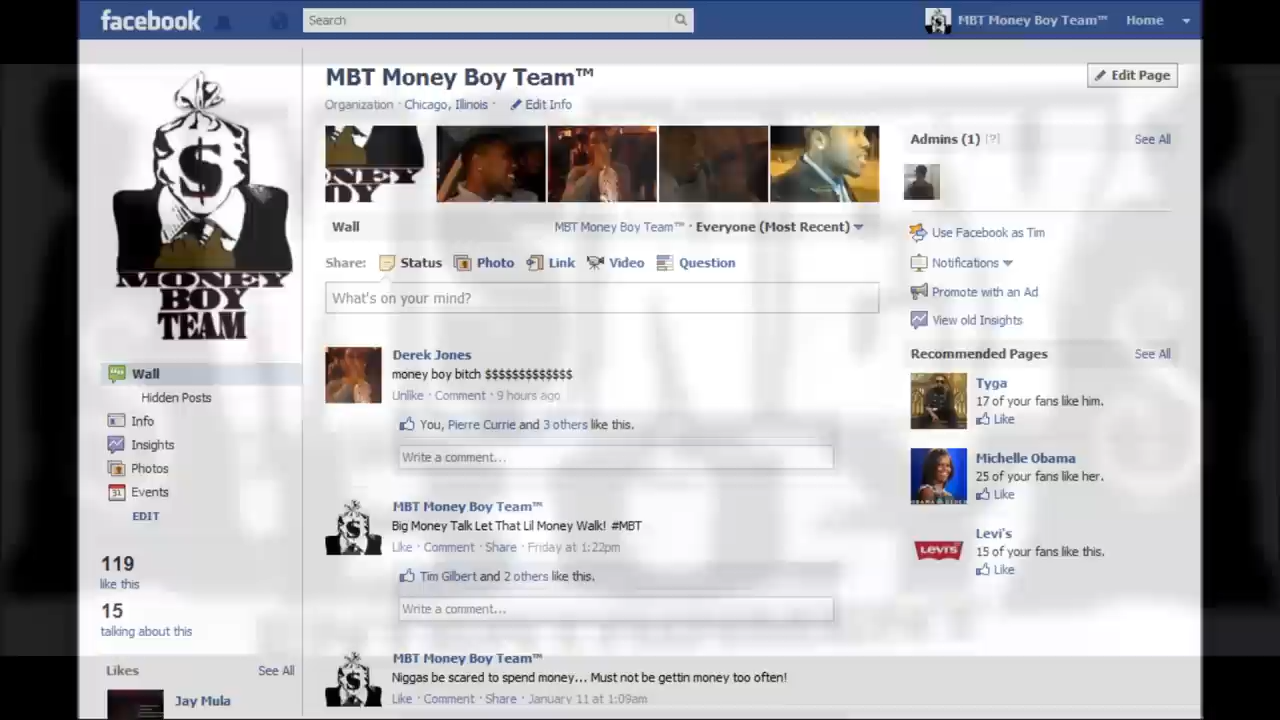 facebook
Search
MBT Money Boy Team™
Home
MBT Money Boy Team™
Edit Page
Organization · Chicago, Illinois · Edit Info
Wall
MBT Money Boy Team™ · Everyone (Most Recent)
Share: Status Photo Link Video Question
What's on your mind?
Derek Jones
money boy bitch $$$$$$$$$$$$$
Unlike · Comment · 9 hours ago
You, Pierre Currie and 3 others like this.
Write a comment...
MBT Money Boy Team™
Big Money Talk Let That Lil Money Walk! #MBT
Like · Comment · Share · Friday at 1:22pm
Tim Gilbert and 2 others like this.
Write a comment...
MBT Money Boy Team™
Niggas be scared to spend money... Must not be gettin money too often!
Like · Comment · Share · January 11 at 1:09am
$
MONEY
BOY
TEAM
Wall
Hidden Posts
Info
Insights
Photos
31 Events
EDIT
119
like this
15
talking about this
Likes See All
Jay Mula
Admins (1) [?] See All
Use Facebook as Tim
Notifications
Promote with an Ad
View old Insights
Recommended Pages See All
Tyga
17 of your fans like him.
Like
Michelle Obama
25 of your fans like her.
Like
Levi's
LEVI'S
15 of your fans like this.
Like